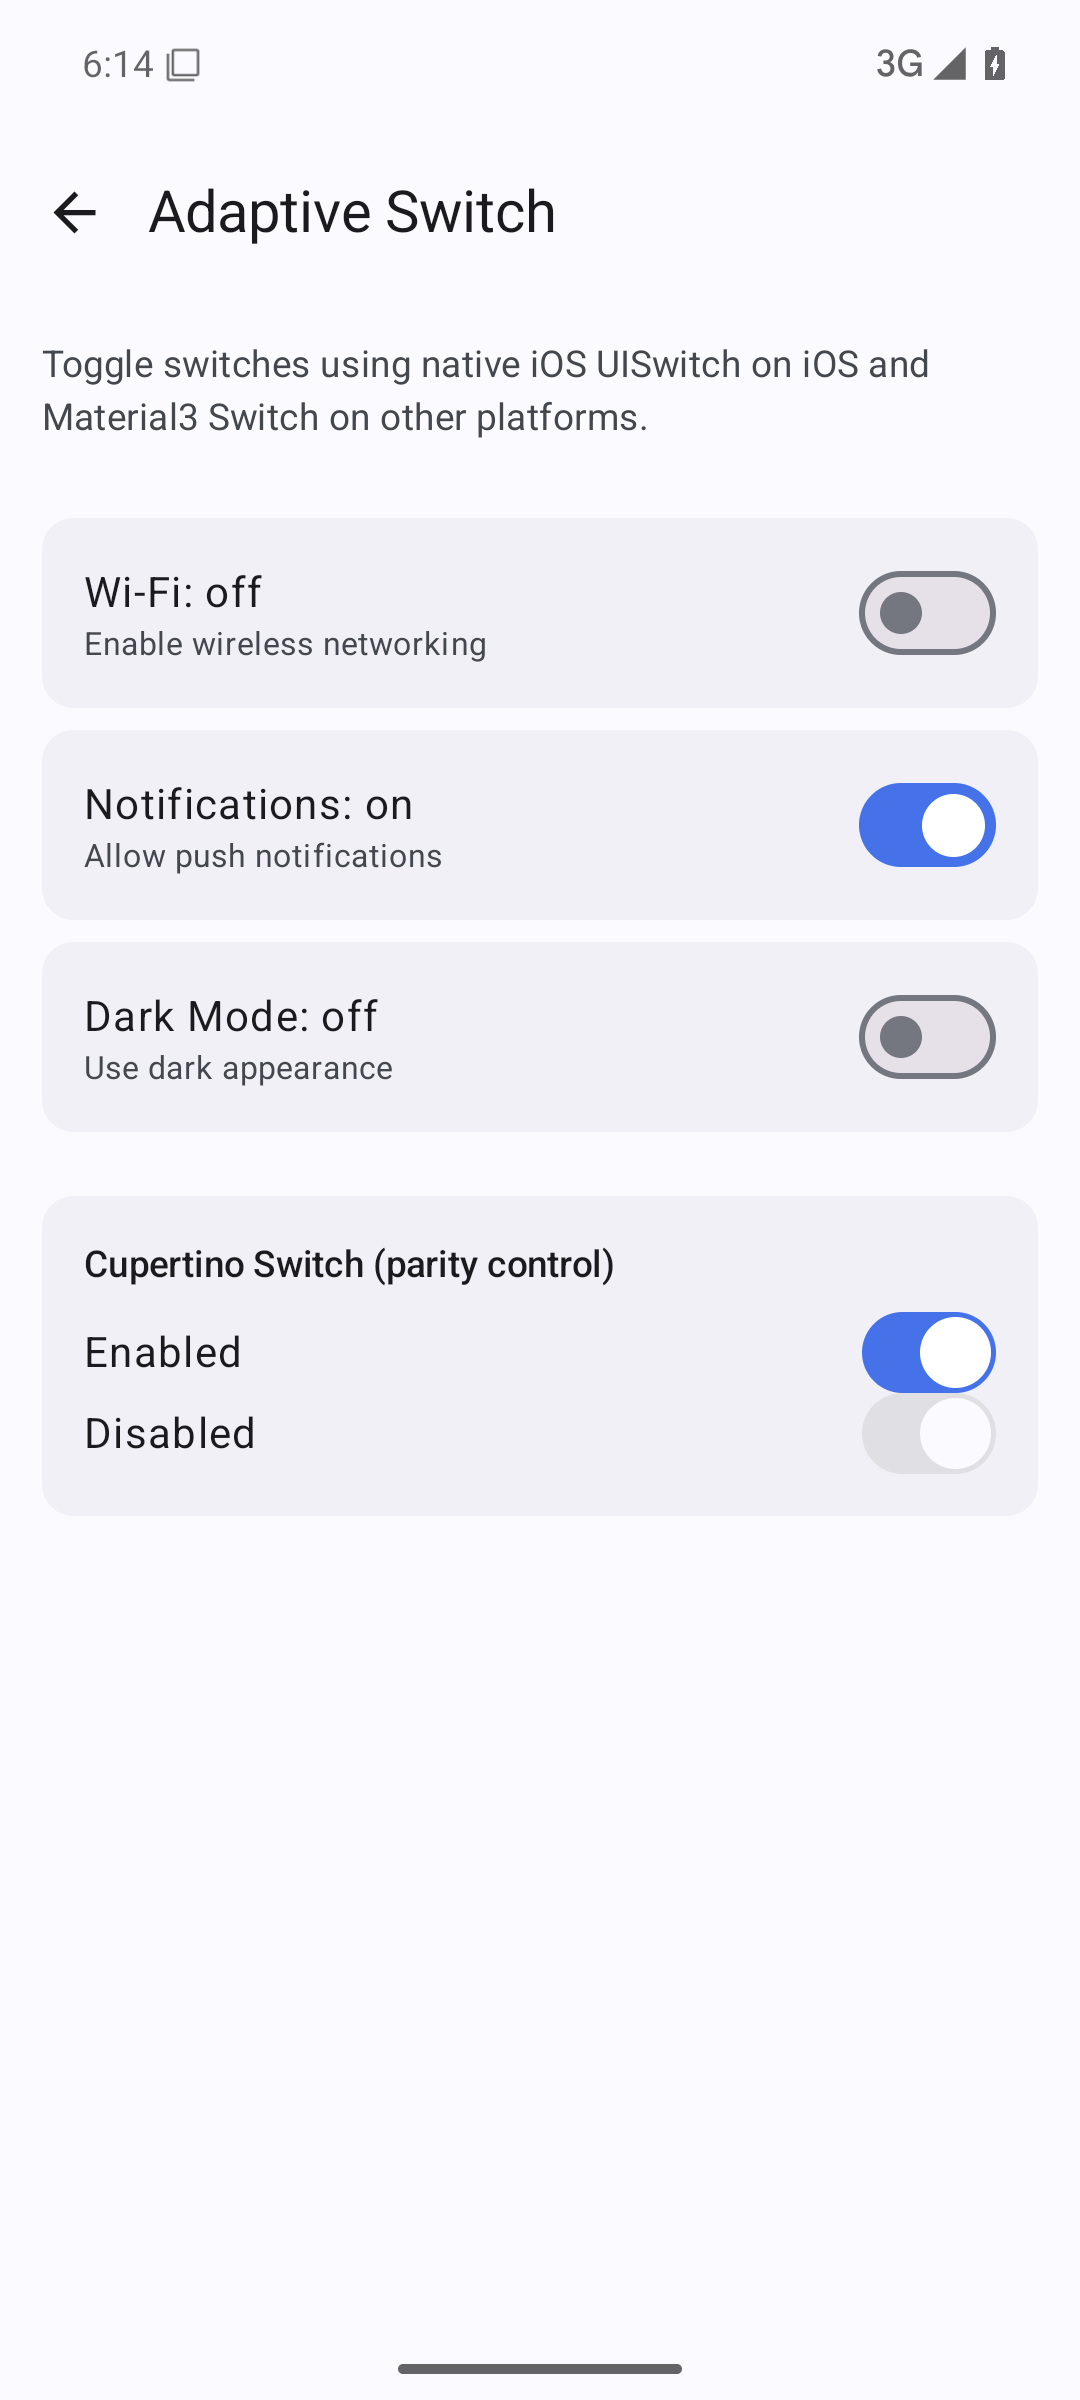 6:14
3G
Adaptive Switch
Toggle switches using native iOS UISwitch on iOS and
Material3 Switch on other platforms.
Wi-Fi: off
Enable wireless networking
Notifications: on
Allow push notifications
Dark Mode: off
Use dark appearance
Cupertino Switch (parity control)
Enabled
Disabled